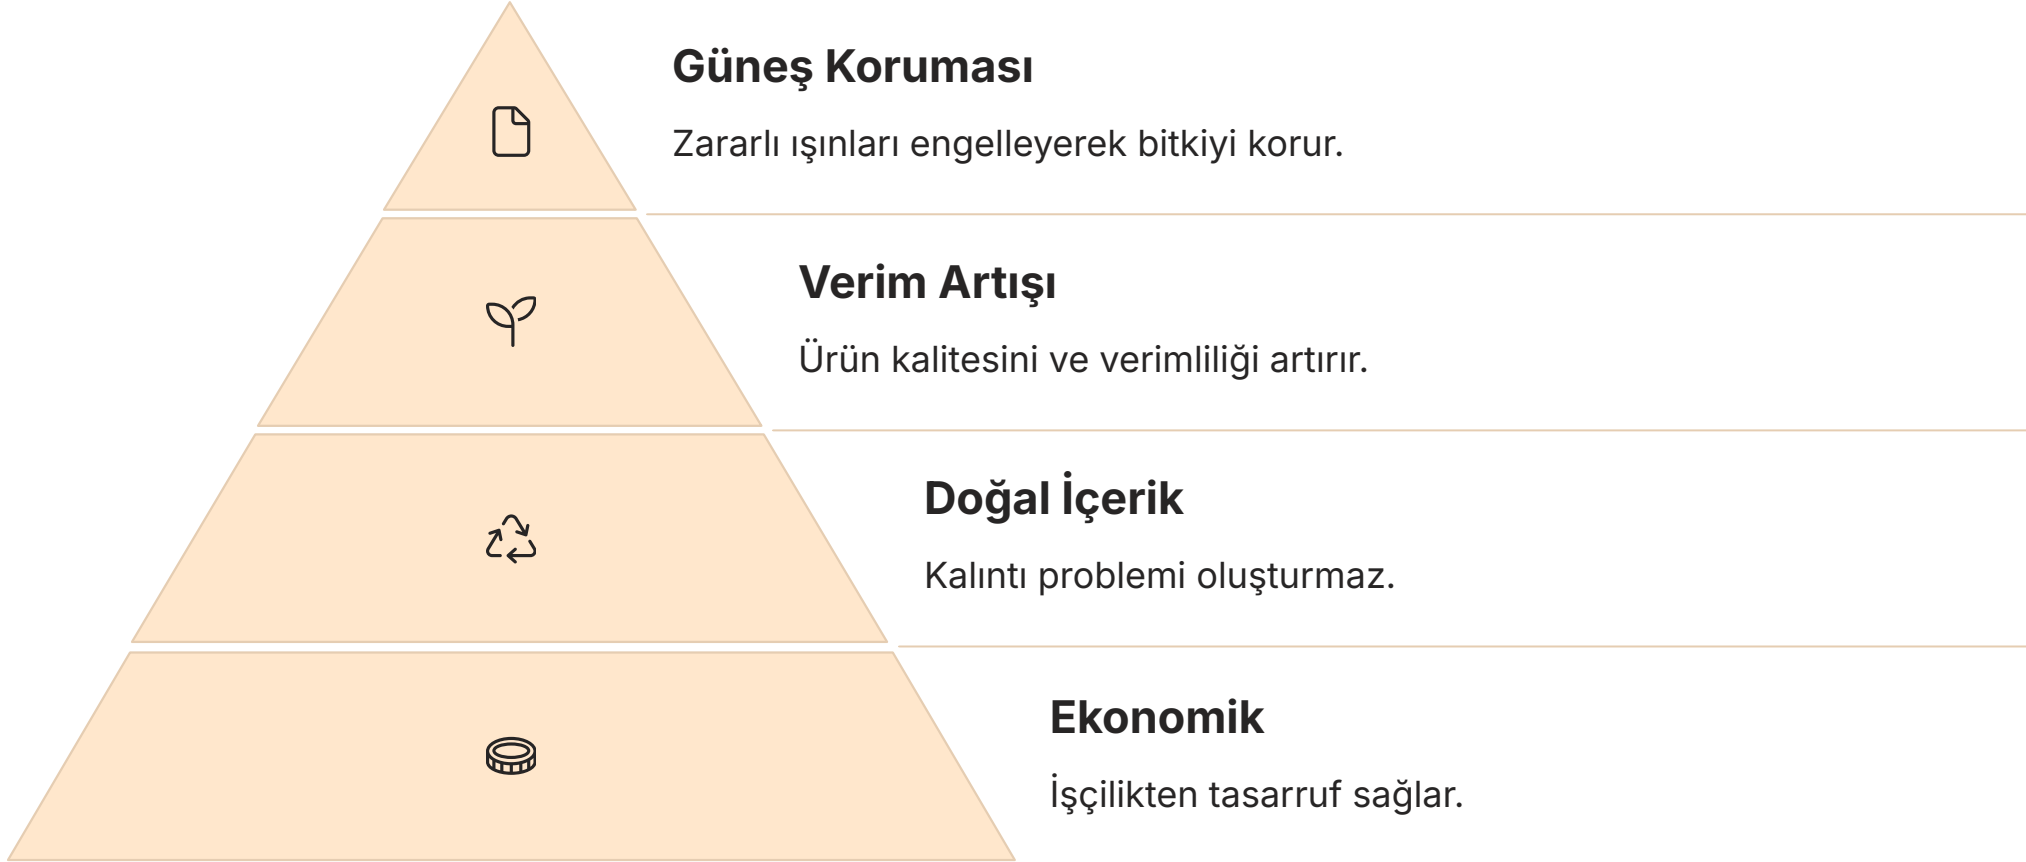 Güneş Koruması
Zararlı ışınları engelleyerek bitkiyi korur.
Verim Artışı
Ürün kalitesini ve verimliliği artırır.
Doğal İçerik
Kalıntı problemi oluşturmaz.
Ekonomik
İşçilikten tasarruf sağlar.